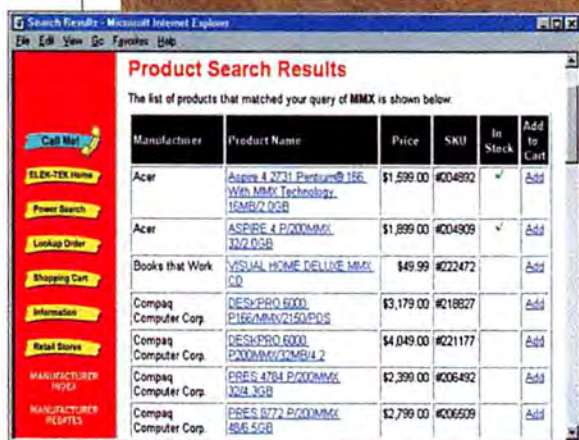 Search Results - Microsoft Internet Explorer
File Edit View Go Favorites Help
Product Search Results
The list of products that matched your query of MMX is shown below.
Call Me!
ELEK-TEK Home
Power Search
Lookup Order
Shopping Cart
Information
Retail Stores
MANUFACTURER
INDEX
MANUFACTURER
REBATES
Manufacturer Product Name Price SKU In Stock Add to Cart
Acer Aspire 4 2731 Pentium® 166 $1,599.00 #204892 Add
With MMX Technology,
16MB/2.0GB
Acer ASPIRE 4 P/200MMX $1,899.00 #204909 Add
32/2.0GB
Books that Work VISUAL HOME DELUXE MMX $49.99 #222472 Add
CD
Compaq DESKPRO 6000 $3,179.00 #218827 Add
Computer Corp. P166/MMX/2150/PDS
Compaq DESKPRO 6000 $4,049.00 #221177 Add
Computer Corp. P200MMX/32MB/4.2
Compaq PRES 4784 P/200MMX $2,399.00 #206492 Add
Computer Corp. 32/4.3GB
Compaq PRES 8772 P/200MMX $2,799.00 #206509 Add
Computer Corp. 48/6.5GB